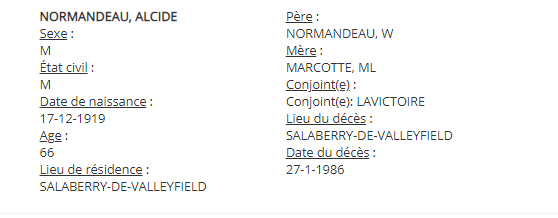 NORMANDEAU, ALCIDE
Sexe :
M
État civil :
M
Date de naissance :
17-12-1919
Age :
66
Lieu de résidence :
SALABERRY-DE-VALLEYFIELD
Père :
NORMANDEAU, W
Mère :
MARCOTTE, ML
Conjoint(e) :
Conjoint(e): LAVICTOIRE
Lieu du décès :
SALABERRY-DE-VALLEYFIELD
Date du décès :
27-1-1986